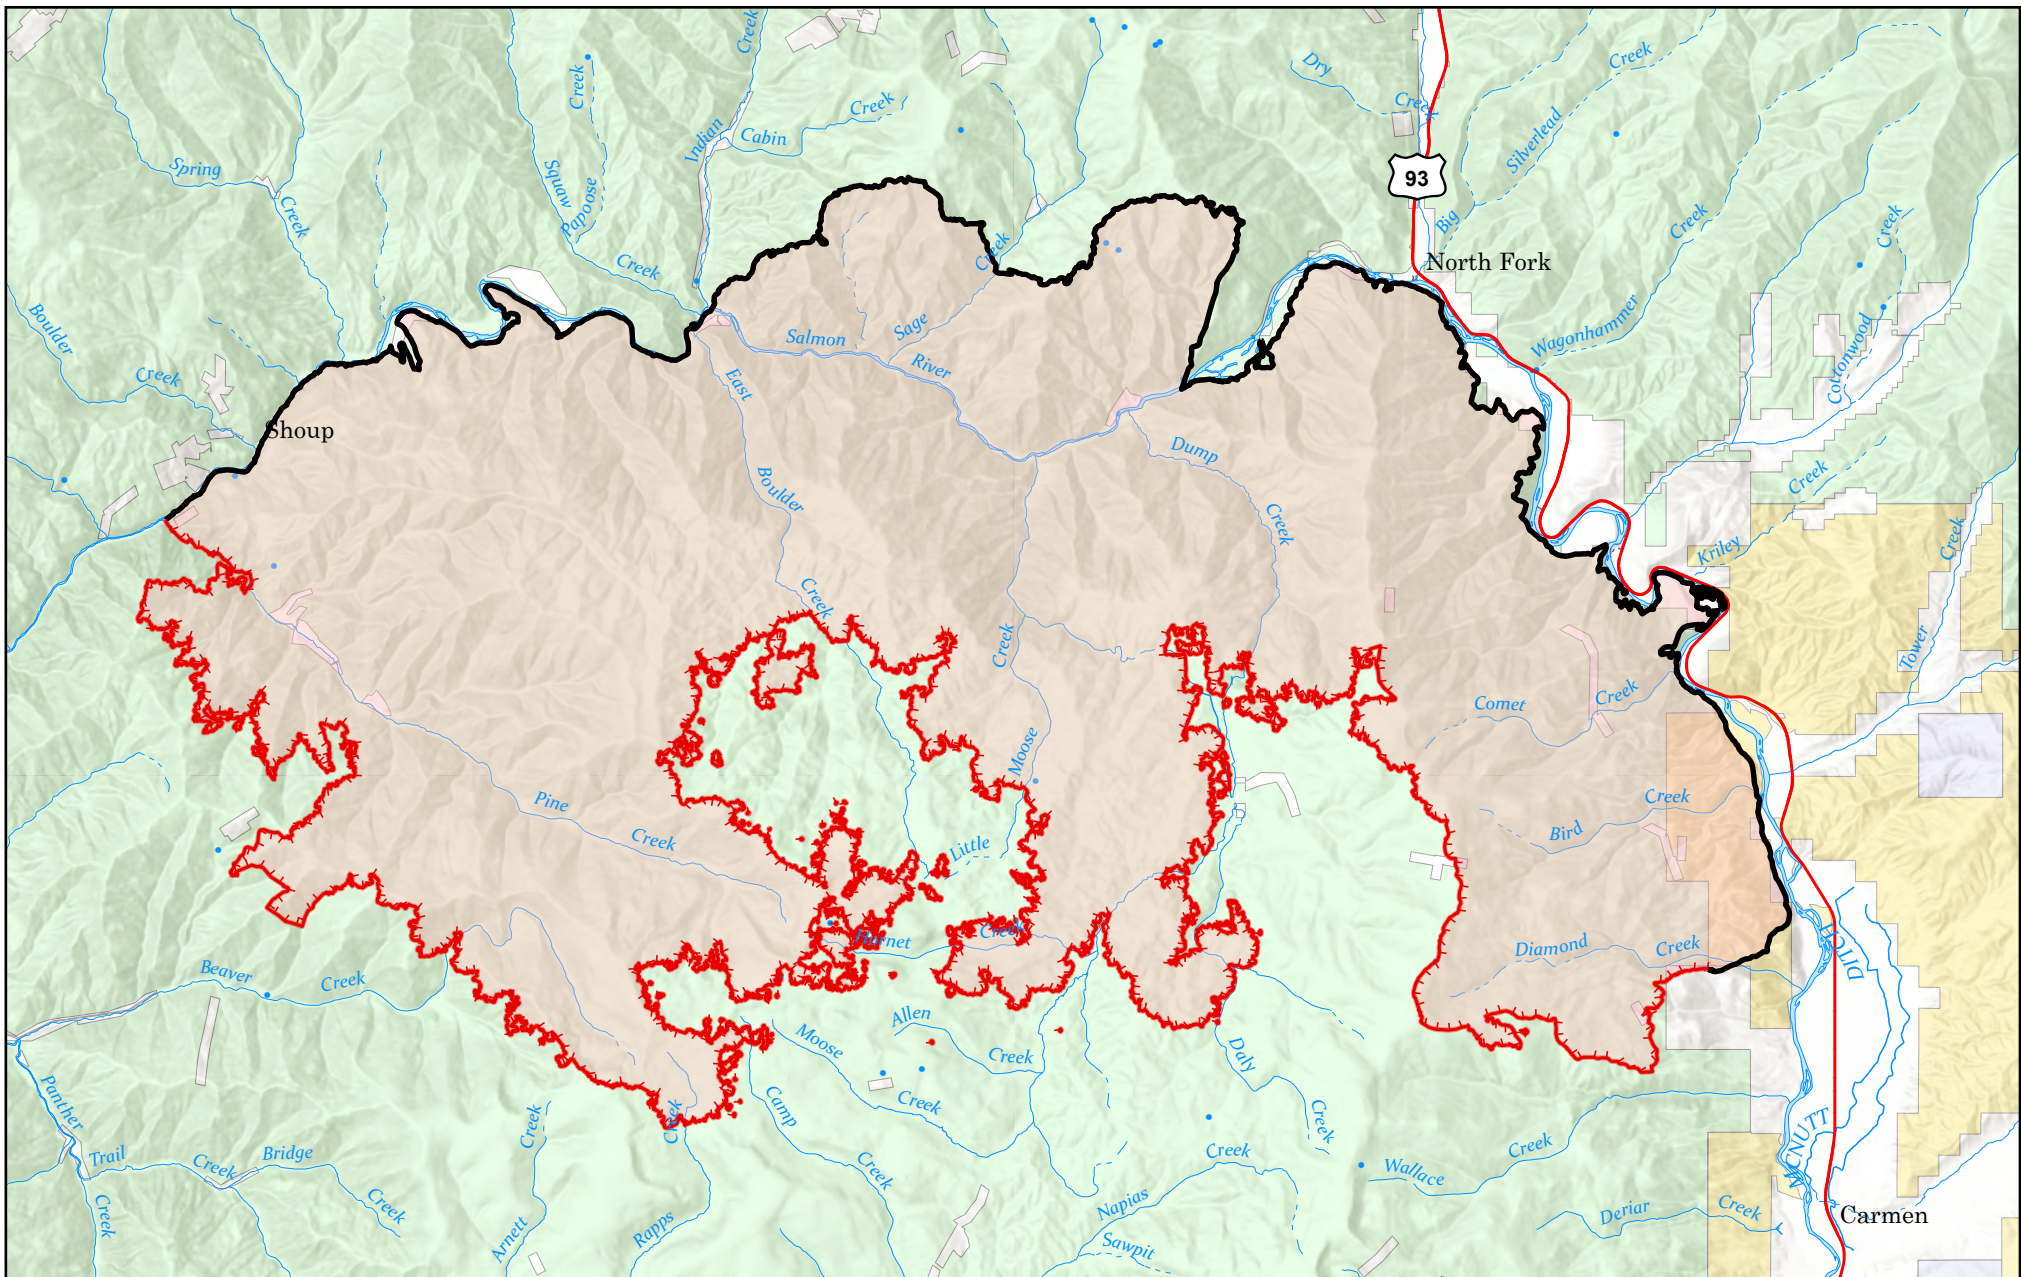 Creek
Dry
Creek
Creek
Creek
Creek
Cabin
Silverlead
Indian
Spring
Squaw
93
Papoose
Creek
Big
Creek
Creek
Creek
Creek
North Fork
Boulder
Sage
Wagonhammer
Salmon
River
Cottonwood
Creek
East
Shoup
Dump
Creek
Boulder
Creek
Creek
Kriley
Creek
Creek
Tower
Creek
Comet
Moose
Pine
Creek
Creek
Bird
Little
Hornet
Creek
Diamond
Creek
DITCH
Beaver
Creek
Allen
Moose
Creek
Daly
Panther
Camp
Creek
Creek
Creek
Creek
MCNUTT
Trail
Creek
Bridge
Creek
Creek
Creek
Wallace
Creek
Creek
Arnett
Rapps
Napias
Sawpit
Deriar
Creek
Carmen